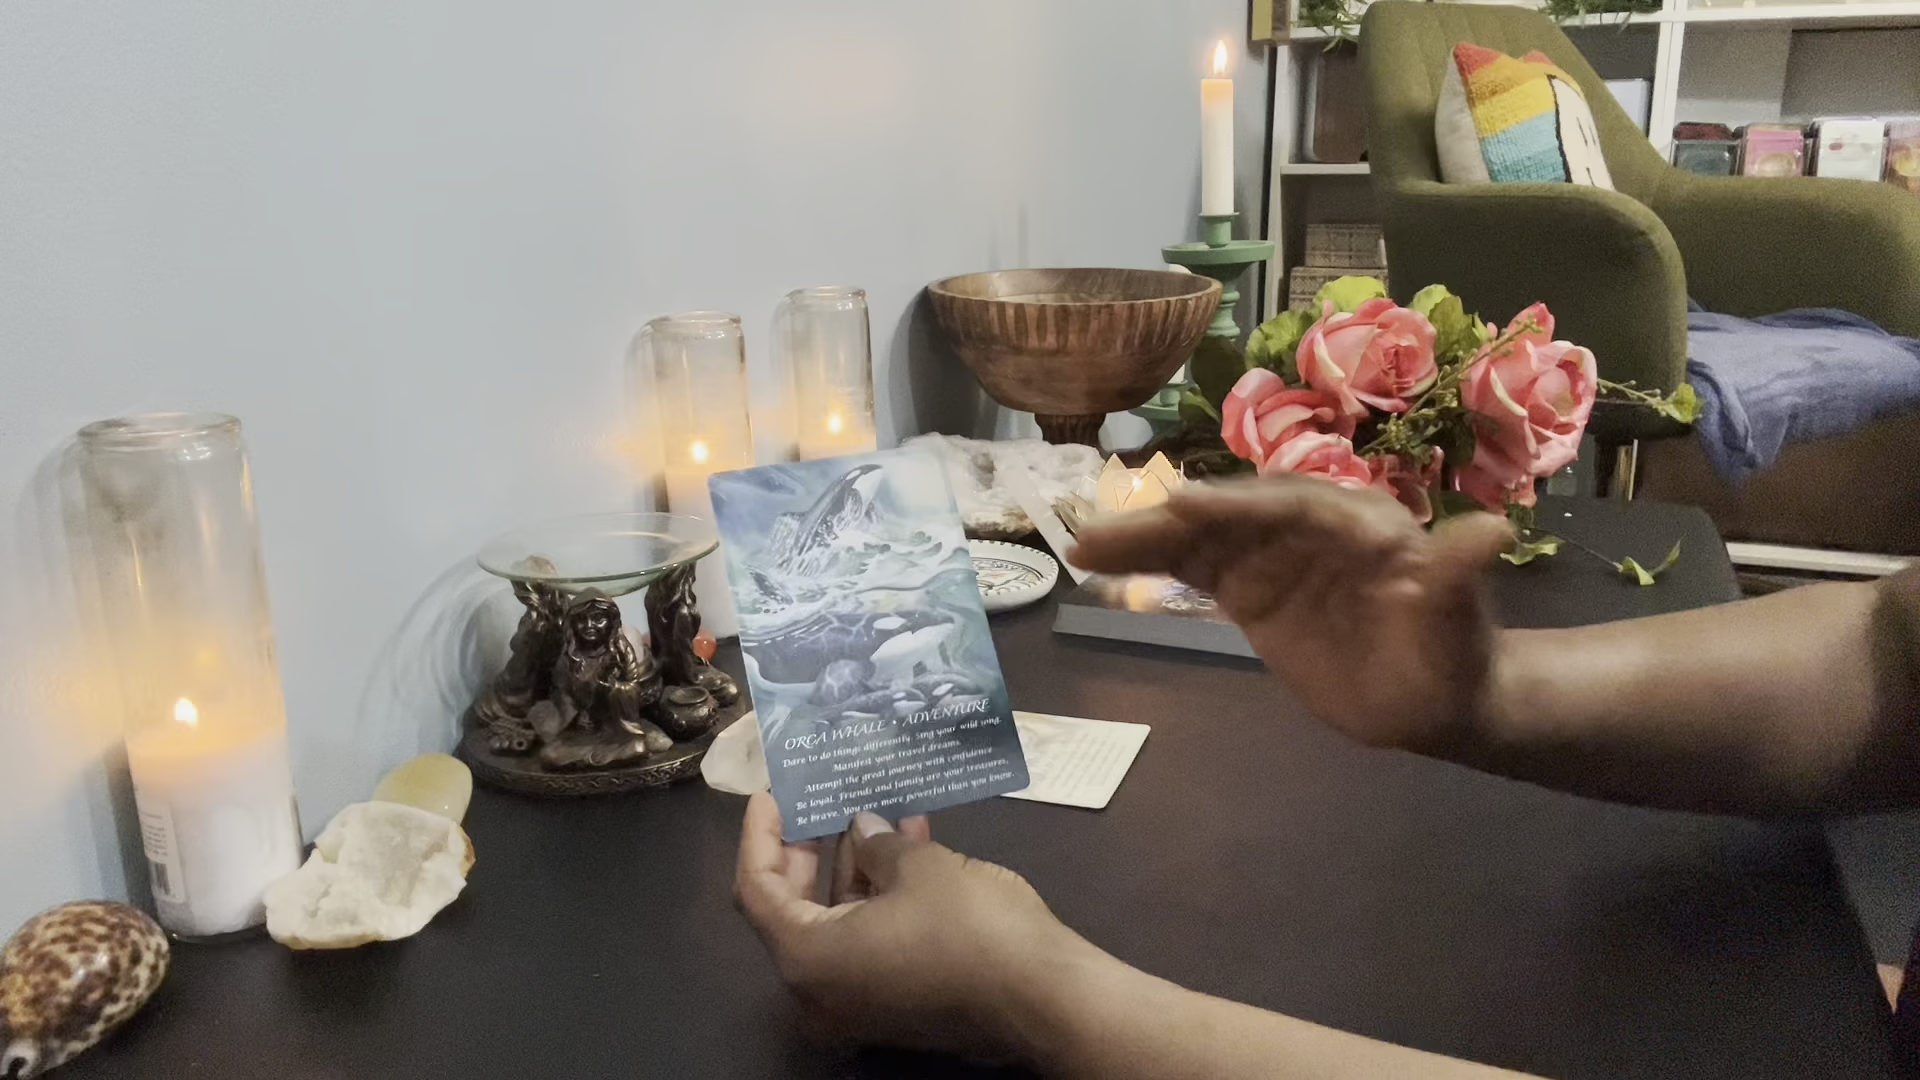 ORCA WHALE • ADVENTURE
Dare to do things differently. Sing your wild song.
Manifest your travel dreams.
Attempt the great journey with confidence
Be loyal. Friends and family are your treasures.
Be brave. You are more powerful than you know.